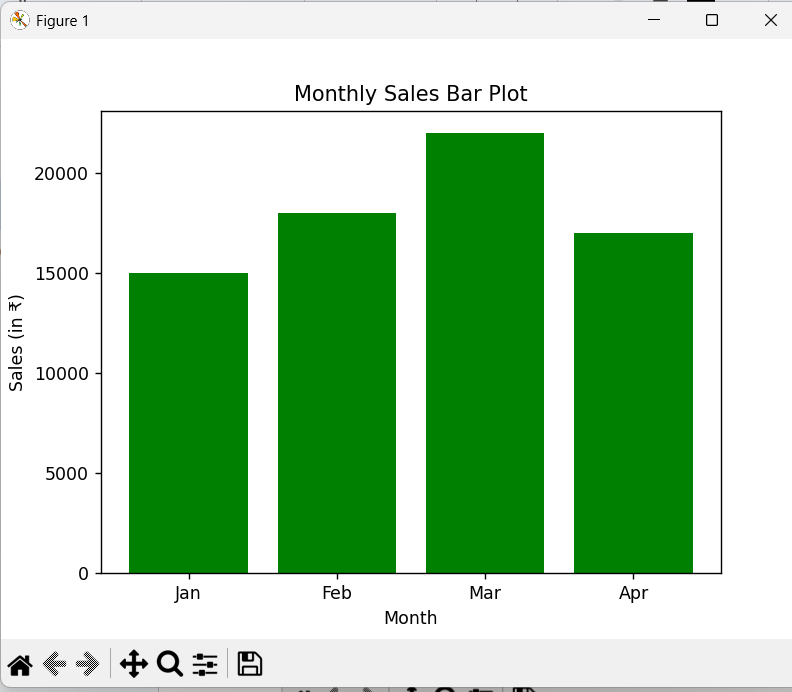 Figure 1
Monthly Sales Bar Plot
20000
15000
10000
5000
0
Sales (in ₹)
Jan Feb Mar Apr
Month